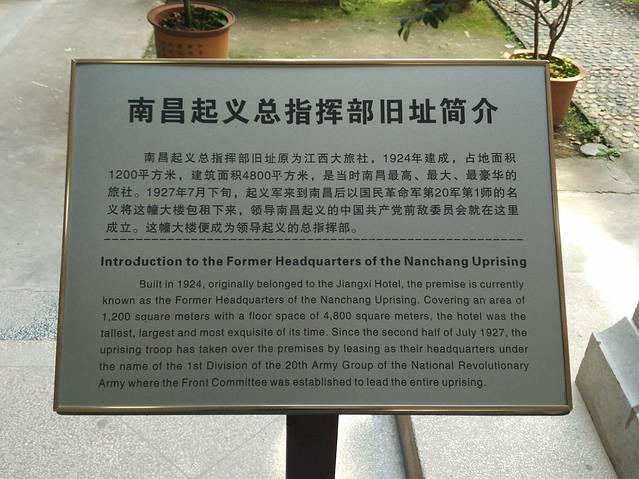 南昌起义总指挥部旧址简介
南昌起义总指挥部旧址原为江西大旅社，1924年建成，占地面积
1200平方米，建筑面积4800平方米，是当时南昌最高、最大、最豪华的
旅社。1927年7月下旬，起义军来到南昌后以国民革命军第20军第1师的名
义将这幢大楼包租下来，领导南昌起义的中国共产党前敌委员会就在这里
成立。这幢大楼便成为领导起义的总指挥部。
Introduction to the Former Headquarters of the Nanchang Uprising
Built in 1924, originally belonged to the Jiangxi Hotel, the premise is currently
known as the Former Headquarters of the Nanchang Uprising. Covering an area of
1,200 square meters with a floor space of 4,800 square meters, the hotel was the
tallest, largest and most exquisite of its time. Since the second half of July 1927, the
uprising troop has taken over the premises by leasing as their headquarters under
the name of the 1st Division of the 20th Army Group of the National Revolutionary
Army where the Front Committee was established to lead the entire uprising.